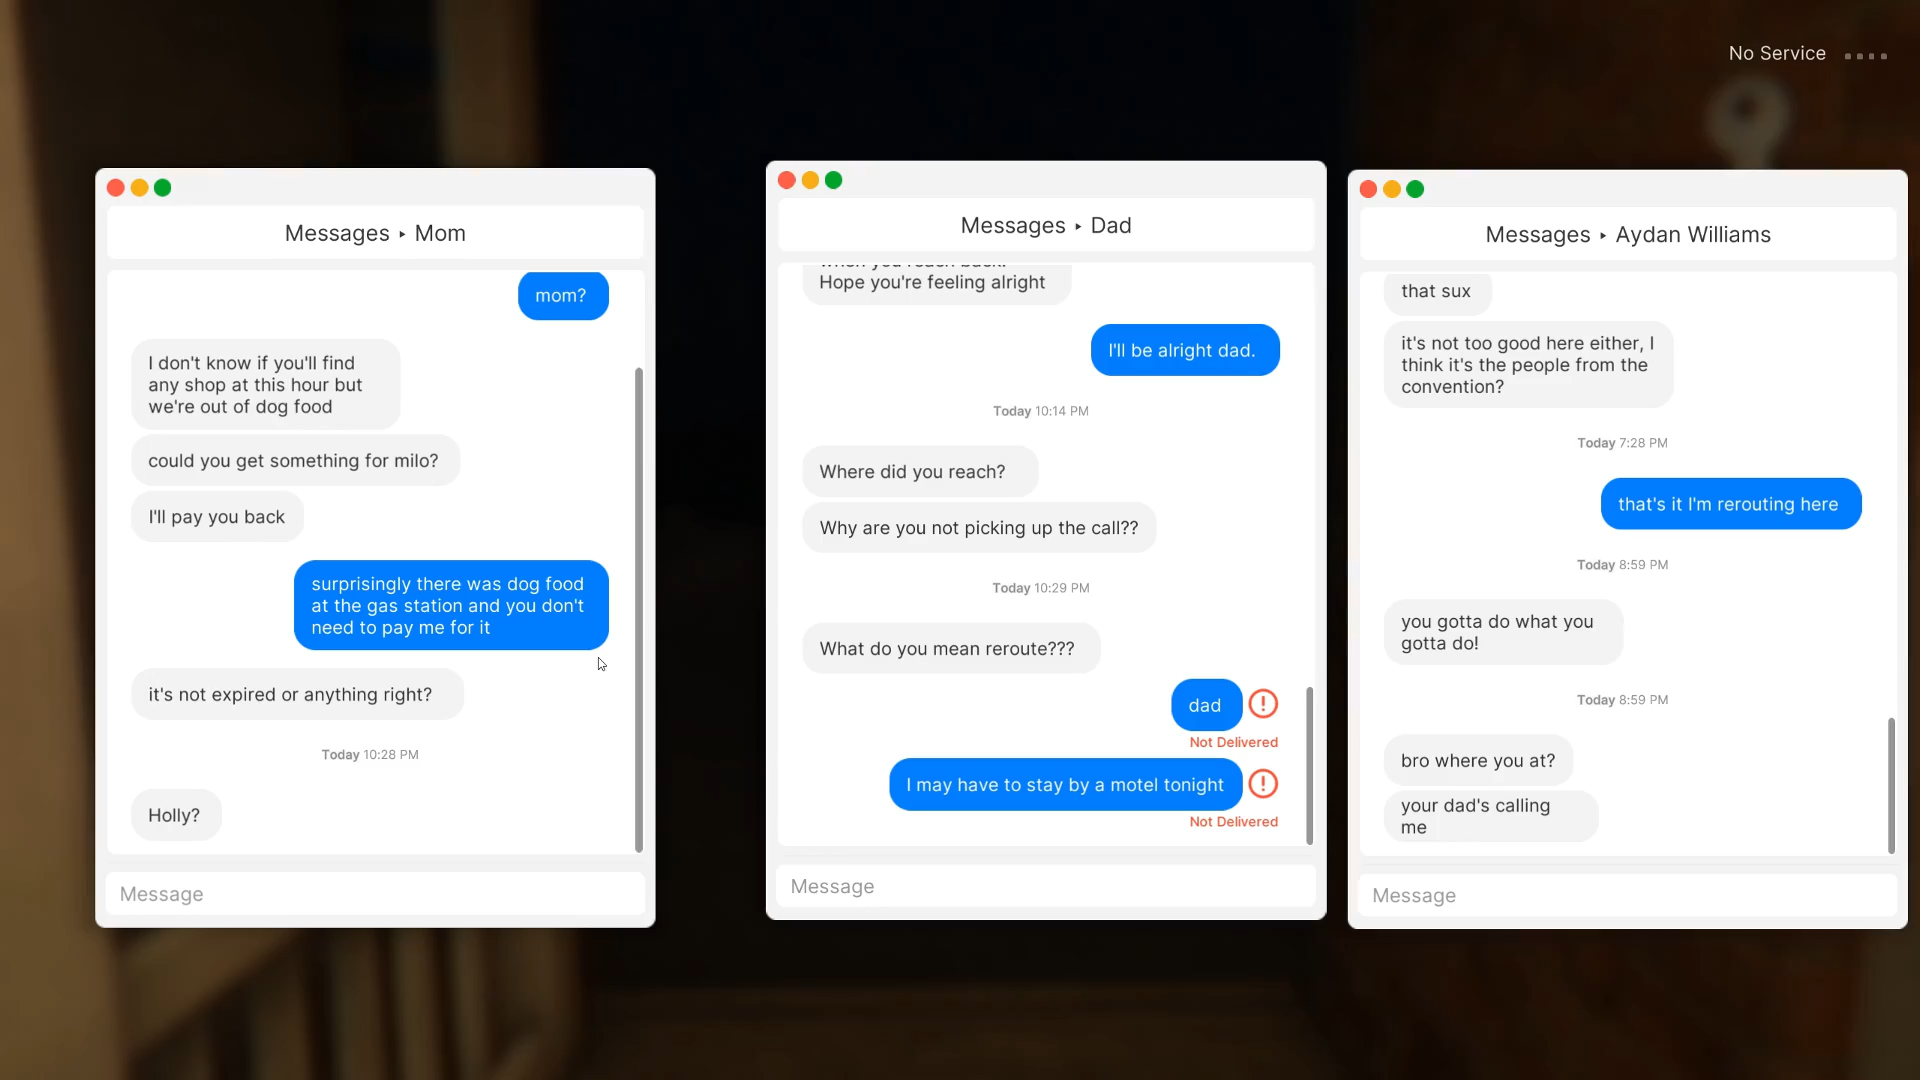 No Service
Messages ▸ Mom
mom?
I don't know if you'll find
any shop at this hour but
we're out of dog food
could you get something for milo?
I'll pay you back
surprisingly there was dog food
at the gas station and you don't
need to pay me for it
it's not expired or anything right?
Today 10:28 PM
Holly?
Message
Messages ▸ Dad
when you reach back.
Hope you're feeling alright
I'll be alright dad.
Today 10:14 PM
Where did you reach?
Why are you not picking up the call??
Today 10:29 PM
What do you mean reroute???
dad
Not Delivered
I may have to stay by a motel tonight
Not Delivered
Message
Messages ▸ Aydan Williams
that sux
it's not too good here either, I
think it's the people from the
convention?
Today 7:28 PM
that's it I'm rerouting here
Today 8:59 PM
you gotta do what you
gotta do!
Today 8:59 PM
bro where you at?
your dad's calling
me
Message